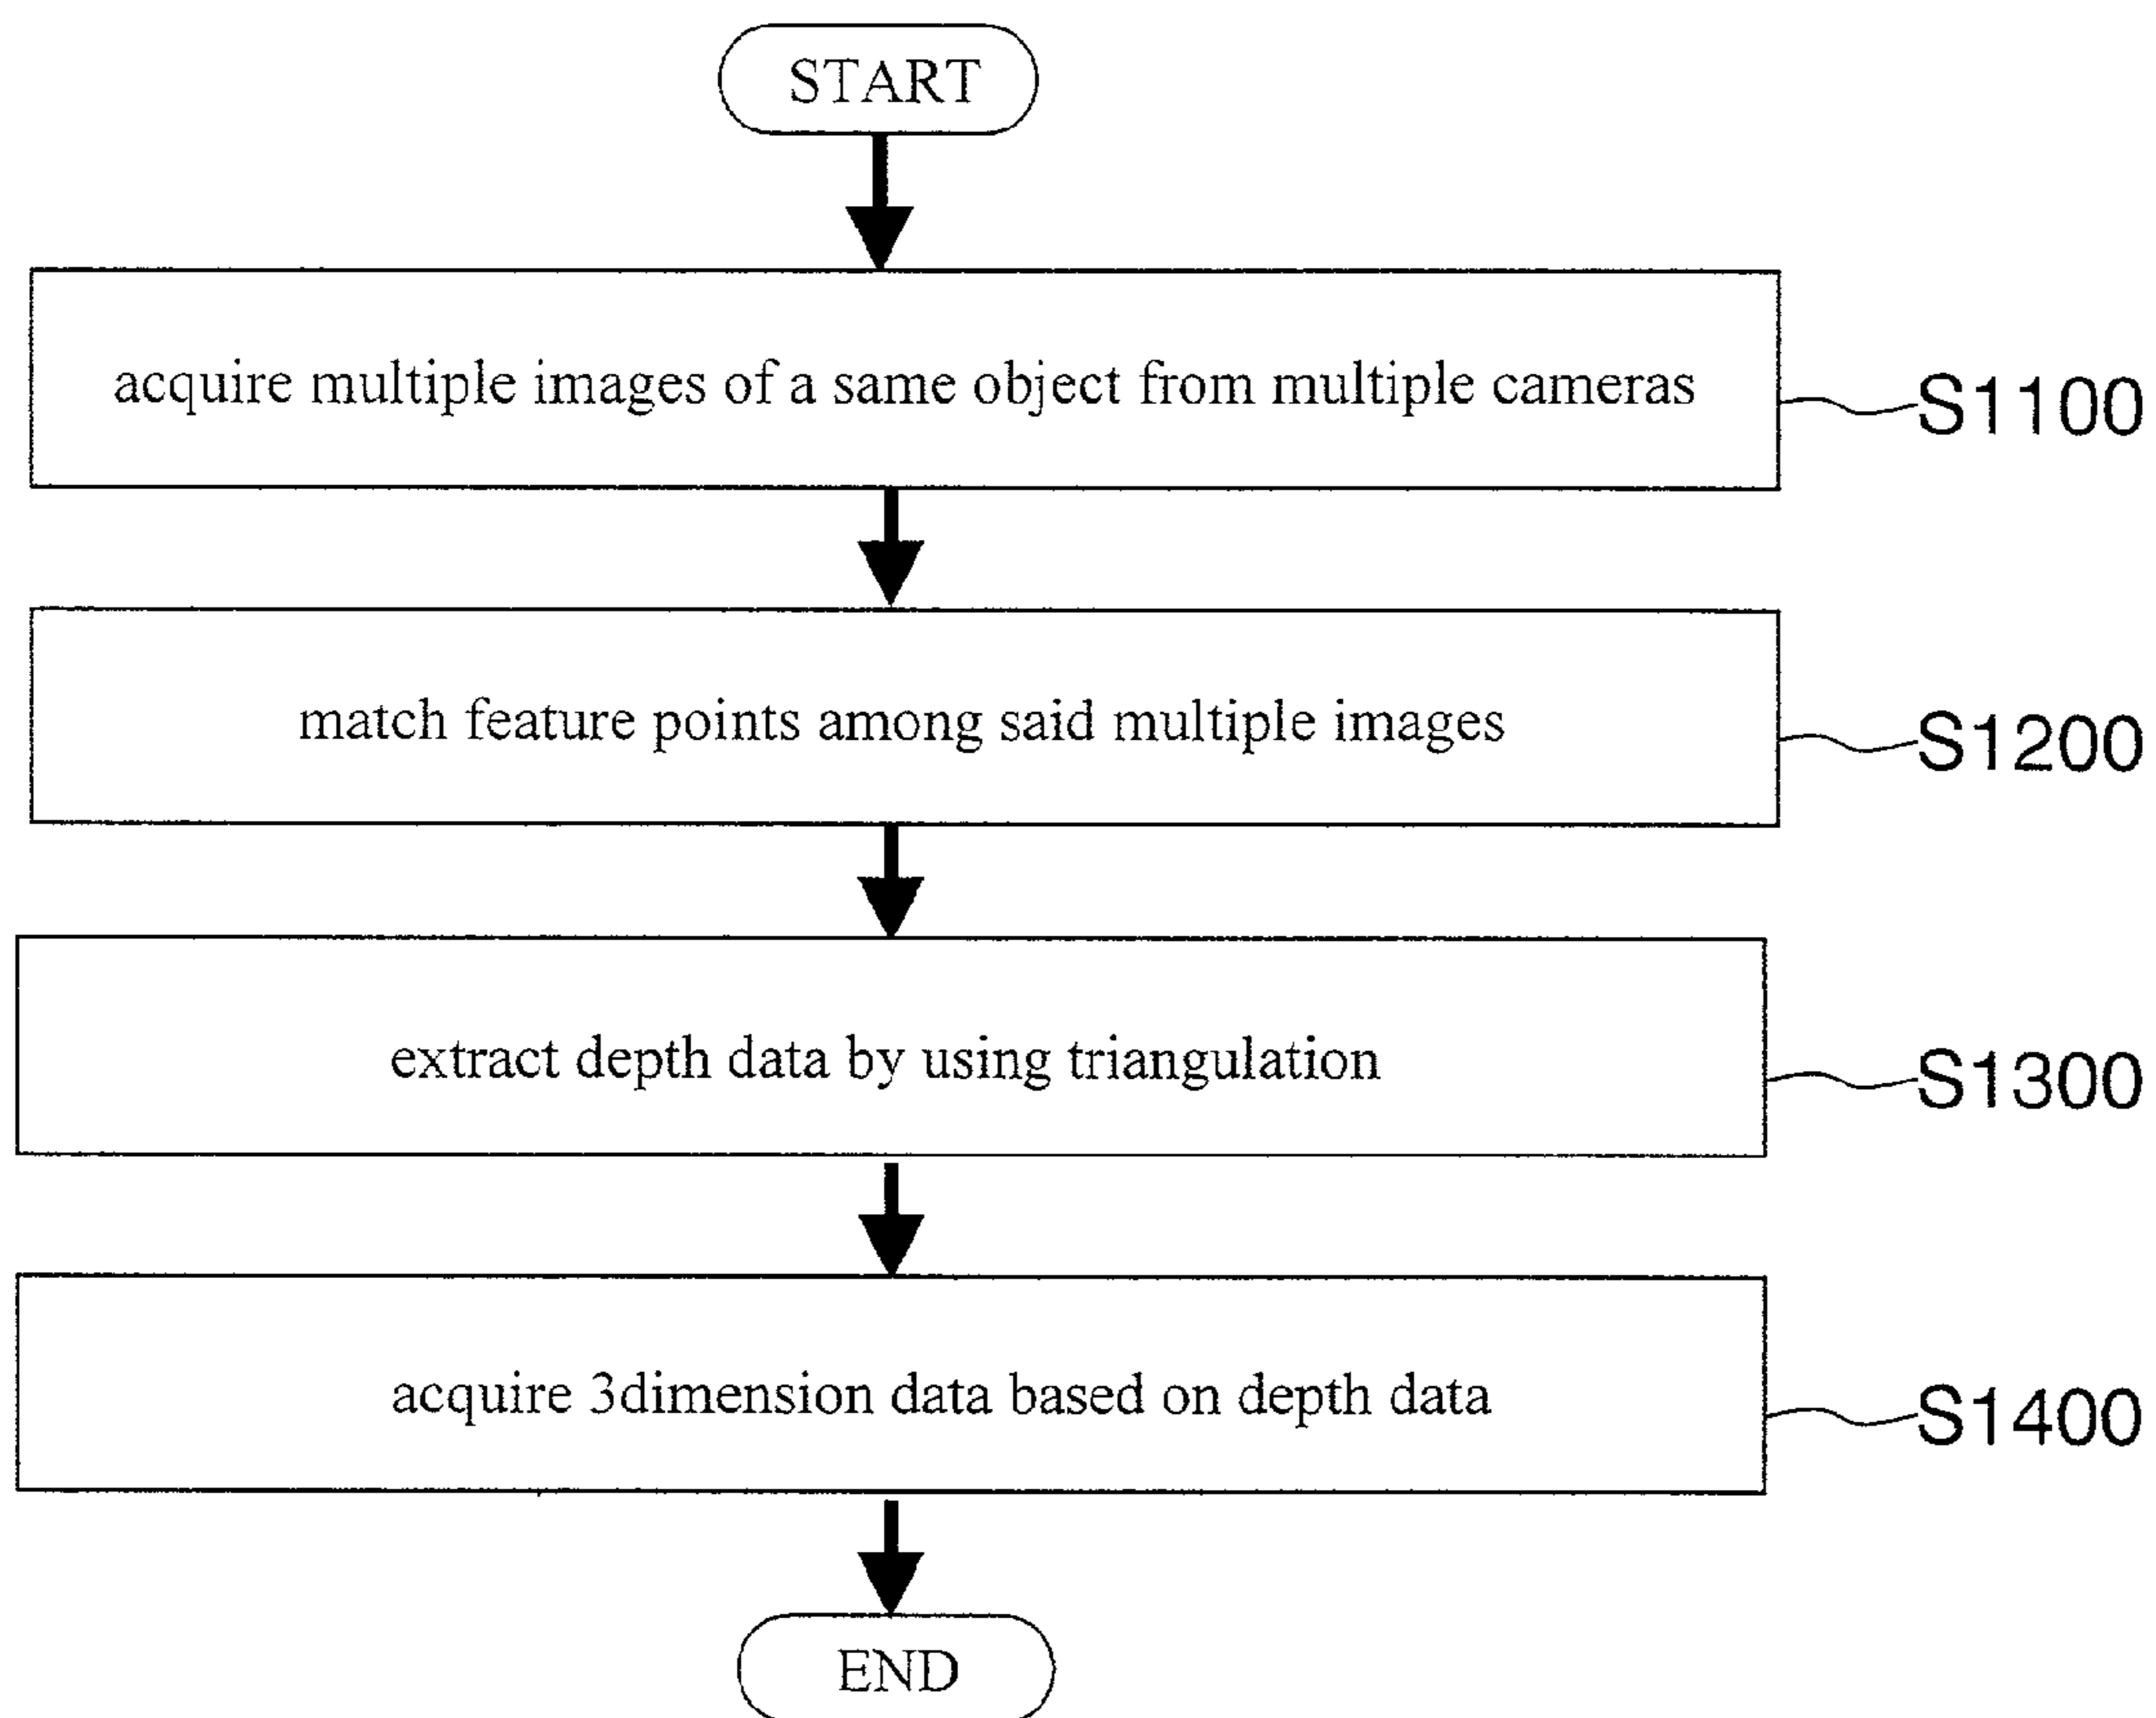 START
acquire multiple images of a same object from multiple cameras
S1100
match feature points among said multiple images
S1200
extract depth data by using triangulation
S1300
acquire 3dimension data based on depth data
S1400
END